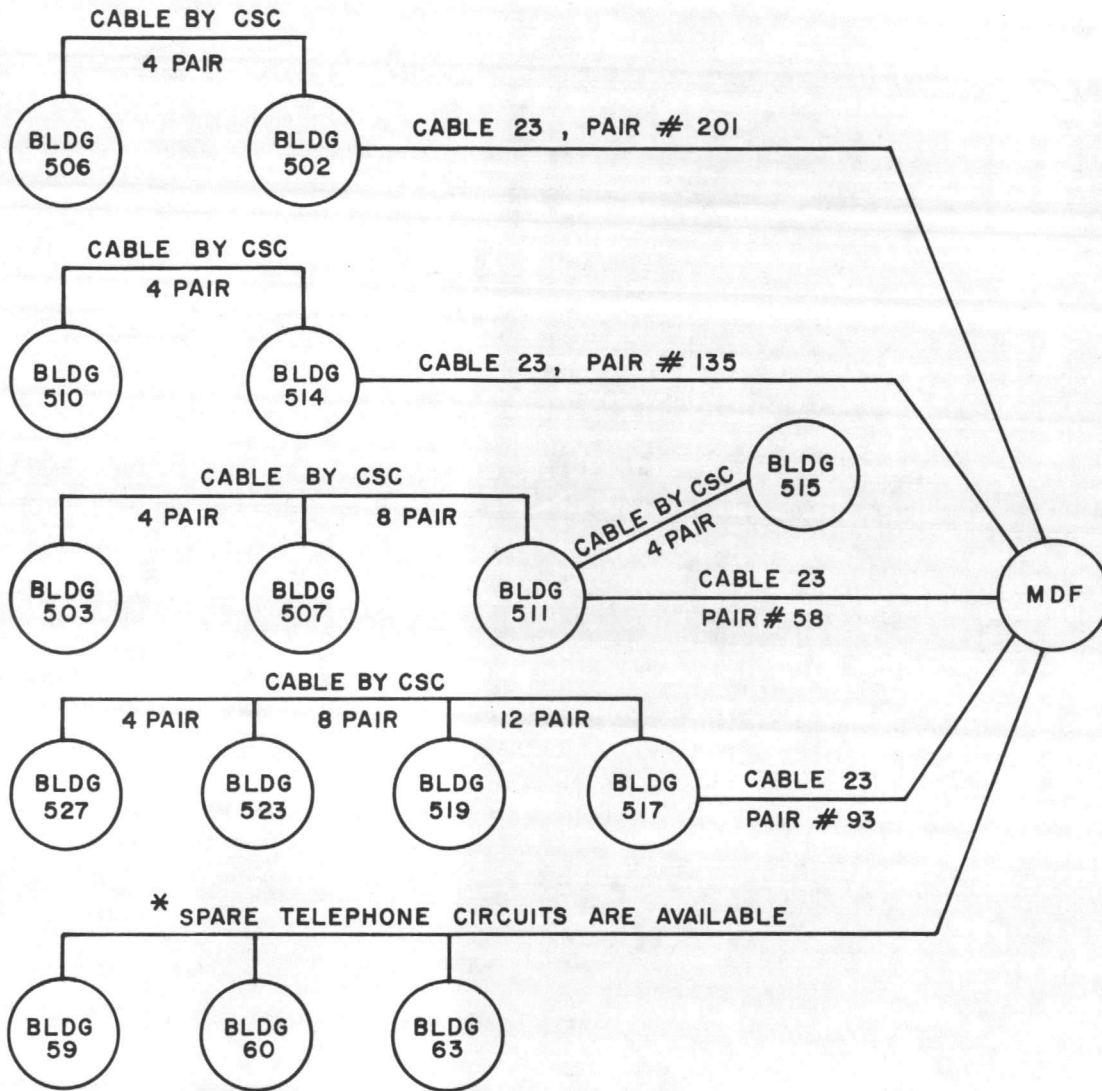 CABLE BY CSC
4 PAIR
BLDG
506
BLDG
502
CABLE 23 , PAIR # 201
CABLE BY CSC
4 PAIR
BLDG
510
BLDG
514
CABLE 23, PAIR # 135
BLDG
515
CABLE BY CSC
4 PAIR
CABLE BY CSC
4 PAIR
8 PAIR
BLDG
503
BLDG
507
BLDG
511
CABLE 23
PAIR # 58
MDF
CABLE BY CSC
4 PAIR
8 PAIR
12 PAIR
BLDG
527
BLDG
523
BLDG
519
BLDG
517
CABLE 23
PAIR # 93
* SPARE TELEPHONE CIRCUITS ARE AVAILABLE
BLDG
59
BLDG
60
BLDG
63